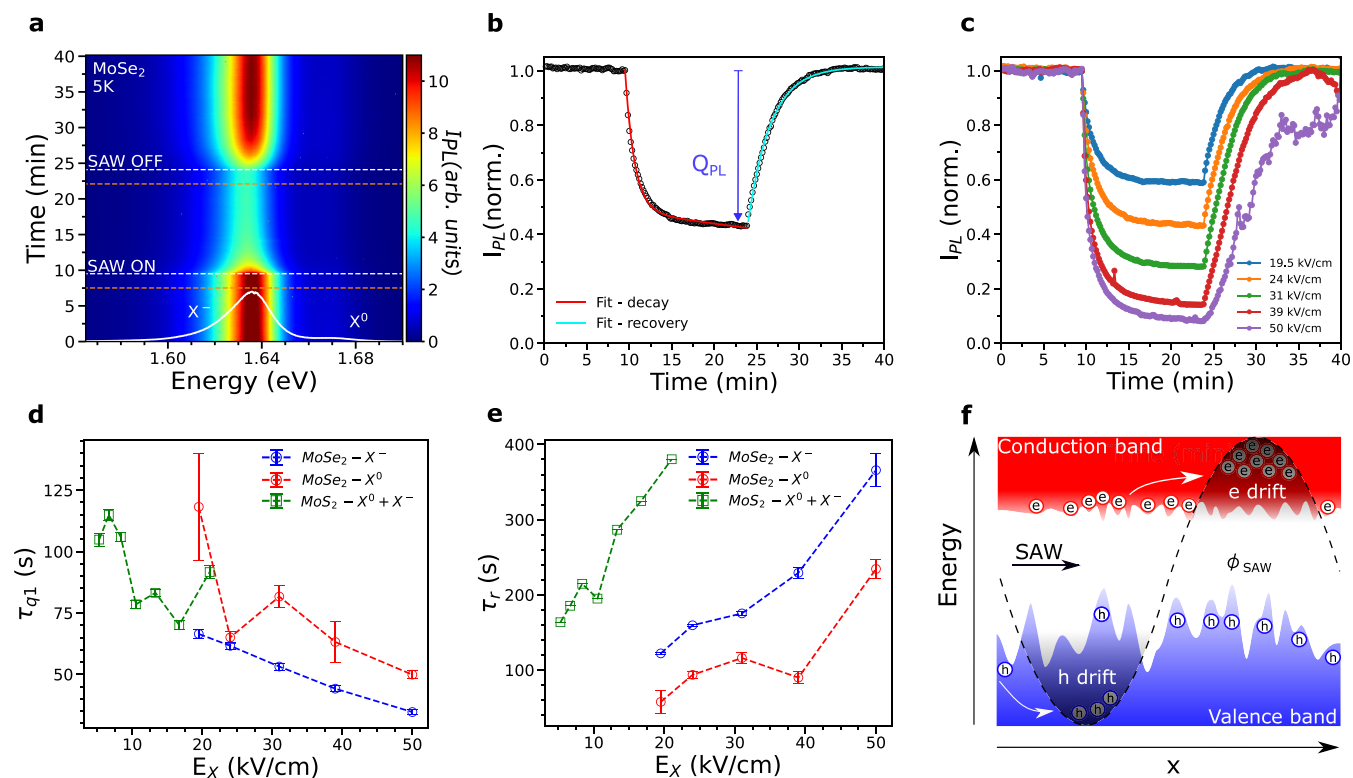 a
MoSe₂
5K
SAW OFF
SAW ON
X⁻
X⁰
40
35
30
25
20
15
10
5
0
Time (min)
1.60
1.64
1.68
Energy (eV)
10
8
6
4
2
0
I_PL(arb. units)
b
Q_PL
Fit - decay
Fit - recovery
1.0
0.8
0.6
0.4
0.2
0.0
I_PL(norm.)
0
5
10
15
20
25
30
35
40
Time (min)
c
19.5 kV/cm
24 kV/cm
31 kV/cm
39 kV/cm
50 kV/cm
1.0
0.8
0.6
0.4
0.2
0.0
I_PL (norm.)
0
5
10
15
20
25
30
35
40
Time (min)
d
MoSe₂ − X⁻
MoSe₂ − X⁰
MoS₂ − X⁰ + X⁻
125
100
75
50
τ_q1 (s)
10
20
30
40
50
E_X (kV/cm)
e
MoSe₂ − X⁻
MoSe₂ − X⁰
MoS₂ − X⁰ + X⁻
400
300
200
100
τ_r (s)
10
20
30
40
50
E_X (kV/cm)
f
Conduction band
e e e e e e e e e
e e e e e e e e e
e drift
SAW
ϕ_SAW
h h h h h h h h
h drift
h h h
Valence band
Energy
x